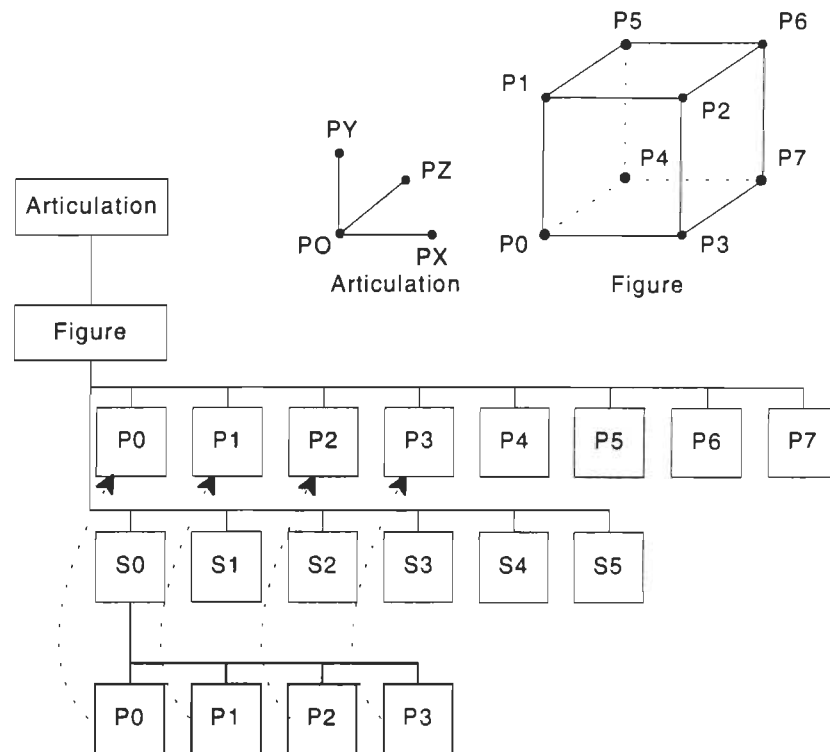 P5
P6
P1
P2
PY
PZ
P4
P7
Articulation
PO
PX
P0
P3
Articulation
Figure
Figure
P0 P1 P2 P3 P4 P5 P6 P7
S0 S1 S2 S3 S4 S5
P0 P1 P2 P3